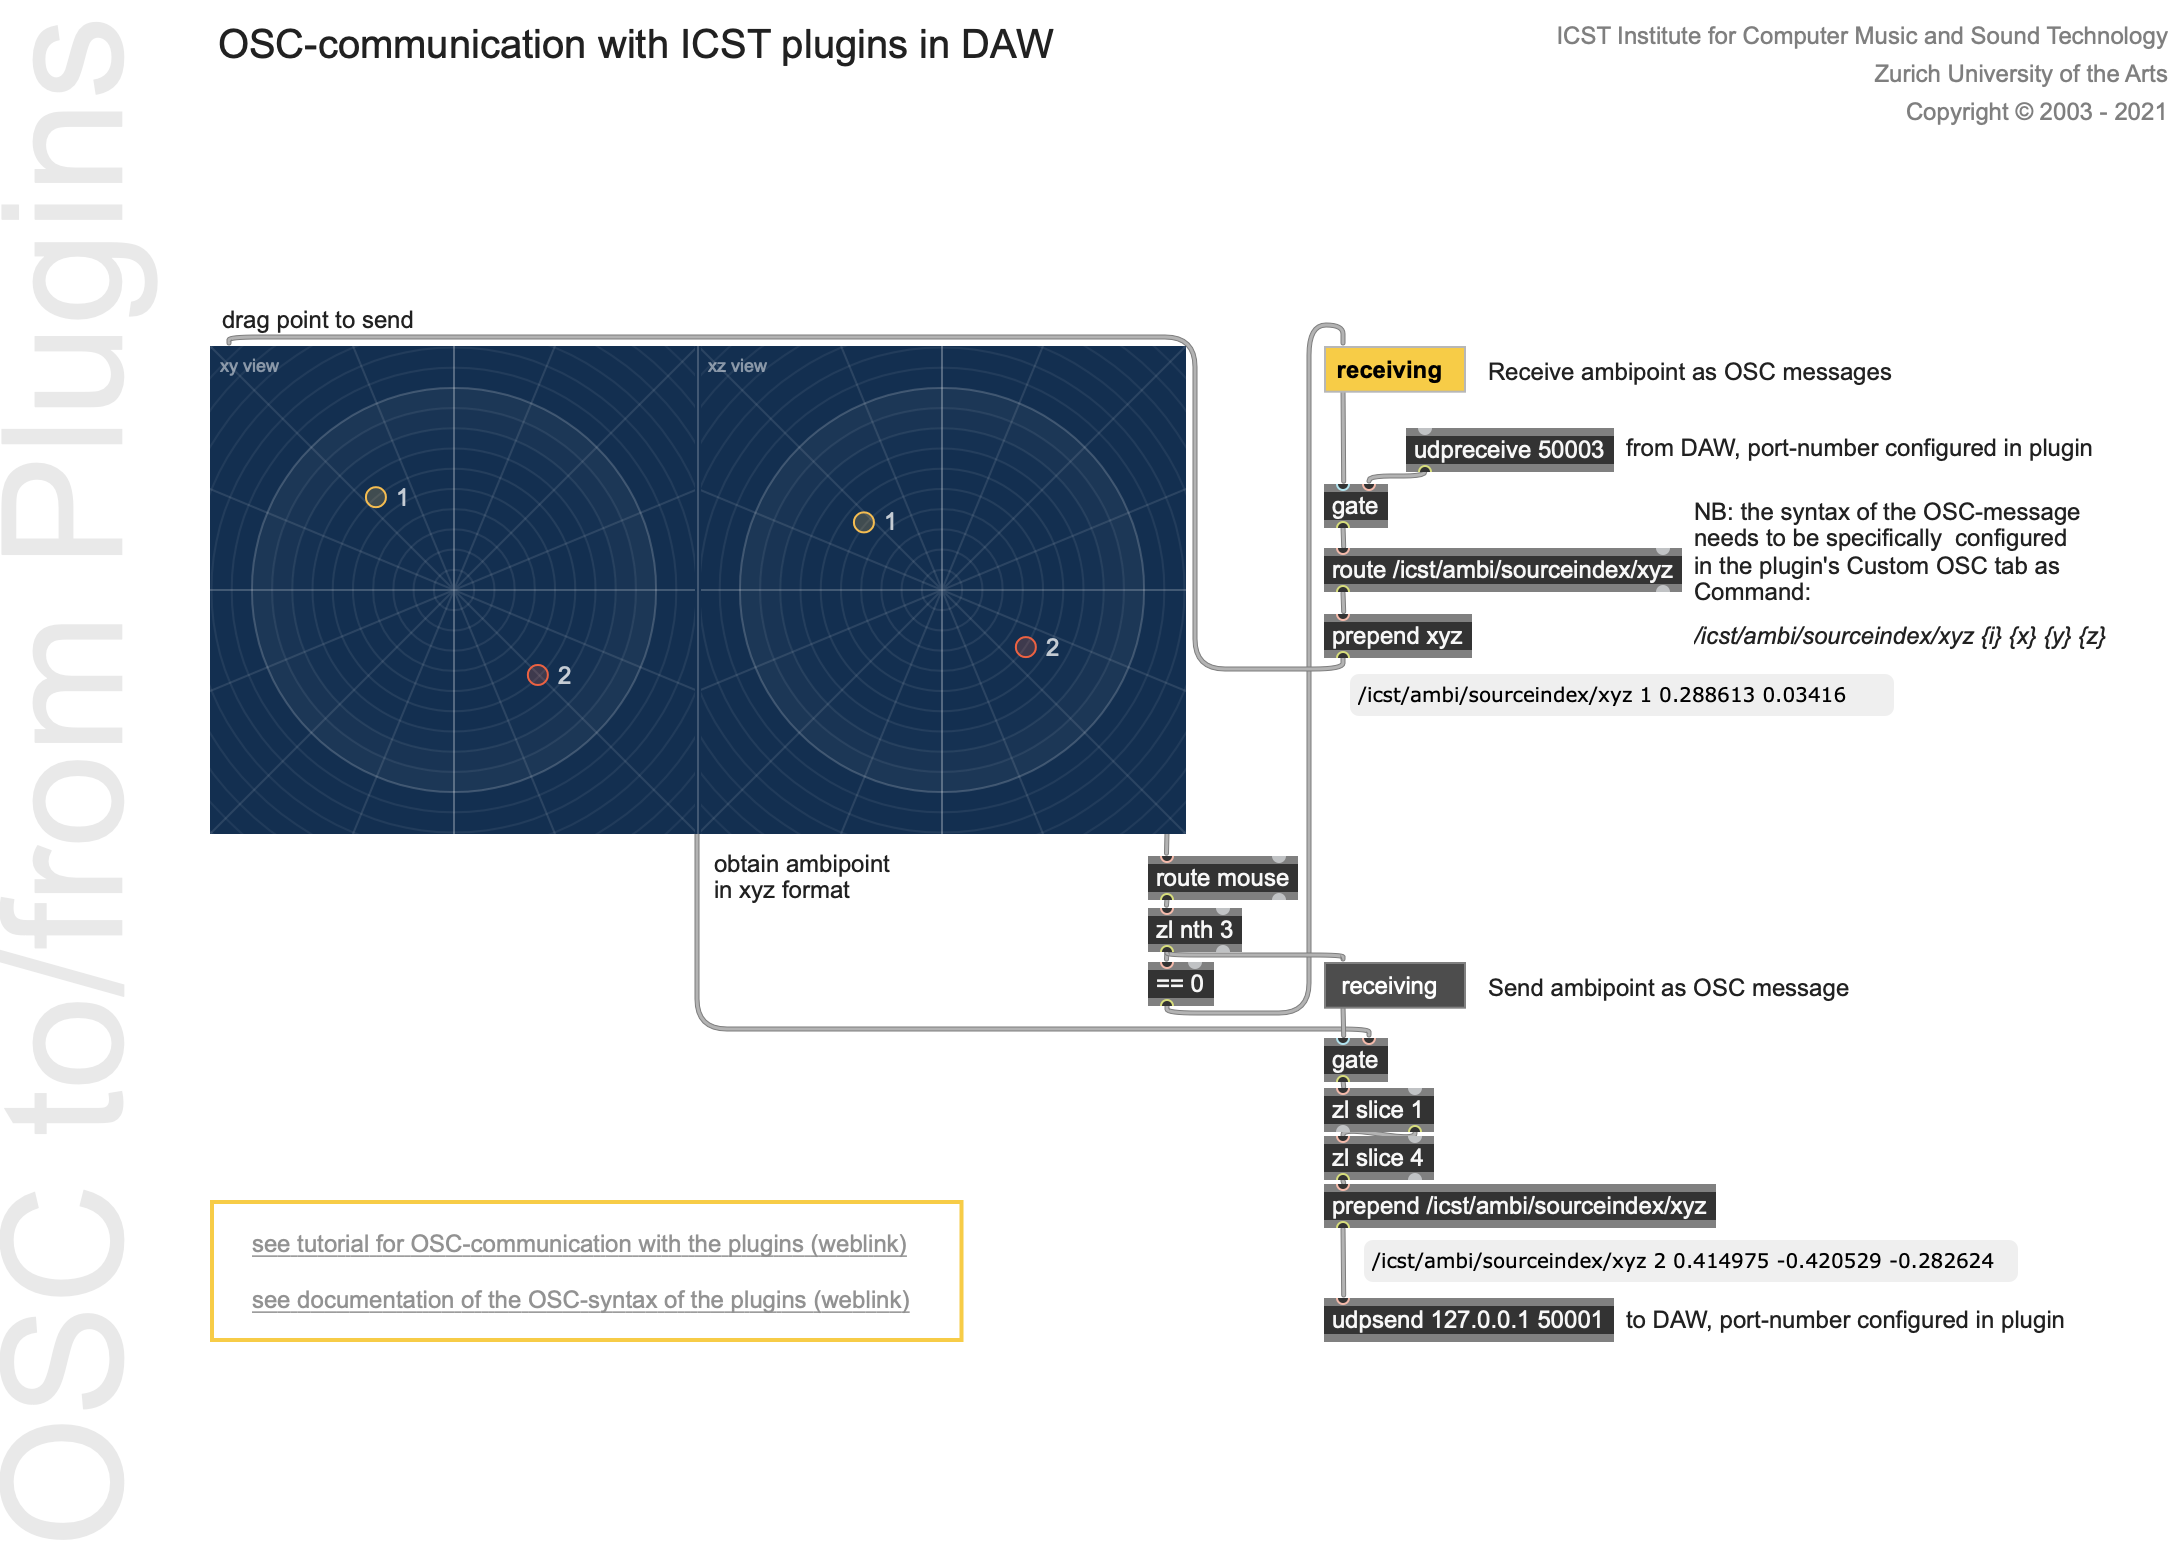 OSC to/from Plugins
OSC-communication with ICST plugins in DAW
ICST Institute for Computer Music and Sound Technology
Zurich University of the Arts
Copyright © 2003 - 2021
drag point to send
xy view
xz view
1
2
1
2
receiving
Receive ambipoint as OSC messages
udpreceive 50003
from DAW, port-number configured in plugin
gate
NB: the syntax of the OSC-message
needs to be specifically  configured
in the plugin's Custom OSC tab as
Command:
/icst/ambi/sourceindex/xyz {i} {x} {y} {z}
route /icst/ambi/sourceindex/xyz
prepend xyz
/icst/ambi/sourceindex/xyz 1 0.288613 0.03416
obtain ambipoint
in xyz format
route mouse
zl nth 3
== 0
receiving
Send ambipoint as OSC message
gate
zl slice 1
zl slice 4
prepend /icst/ambi/sourceindex/xyz
/icst/ambi/sourceindex/xyz 2 0.414975 -0.420529 -0.282624
udpsend 127.0.0.1 50001
to DAW, port-number configured in plugin
see tutorial for OSC-communication with the plugins (weblink)
see documentation of the OSC-syntax of the plugins (weblink)